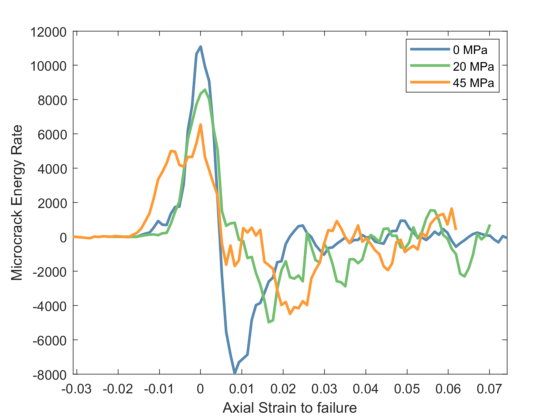 12000
10000
8000
6000
4000
2000
0
-2000
-4000
-6000
-8000
Microcrack Energy Rate
0 MPa
20 MPa
45 MPa
-0.03 -0.02 -0.01 0 0.01 0.02 0.03 0.04 0.05 0.06 0.07
Axial Strain to failure